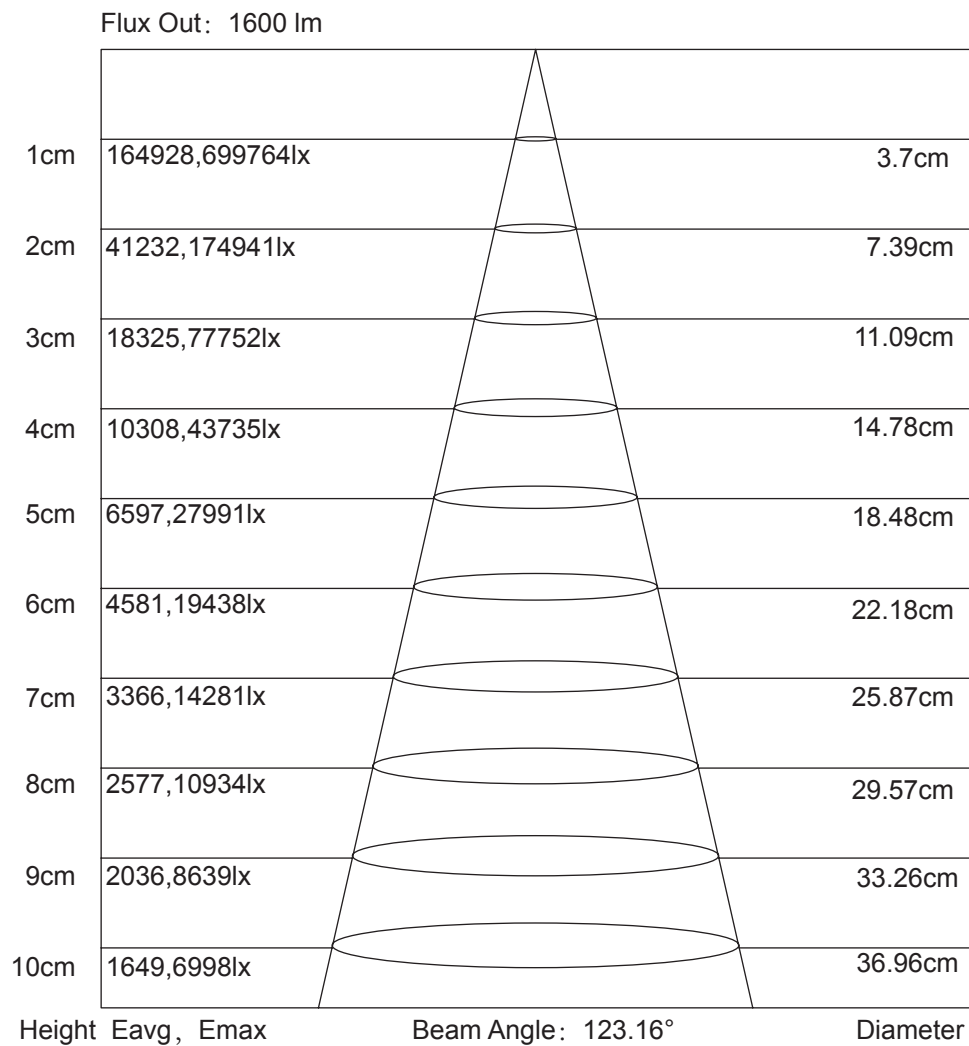 Flux Out：1600 lm
1cm 164928,699764lx 3.7cm
2cm 41232,174941lx 7.39cm
3cm 18325,77752lx 11.09cm
4cm 10308,43735lx 14.78cm
5cm 6597,27991lx 18.48cm
6cm 4581,19438lx 22.18cm
7cm 3366,14281lx 25.87cm
8cm 2577,10934lx 29.57cm
9cm 2036,8639lx 33.26cm
10cm 1649,6998lx 36.96cm
Height Eavg，Emax Beam Angle：123.16° Diameter